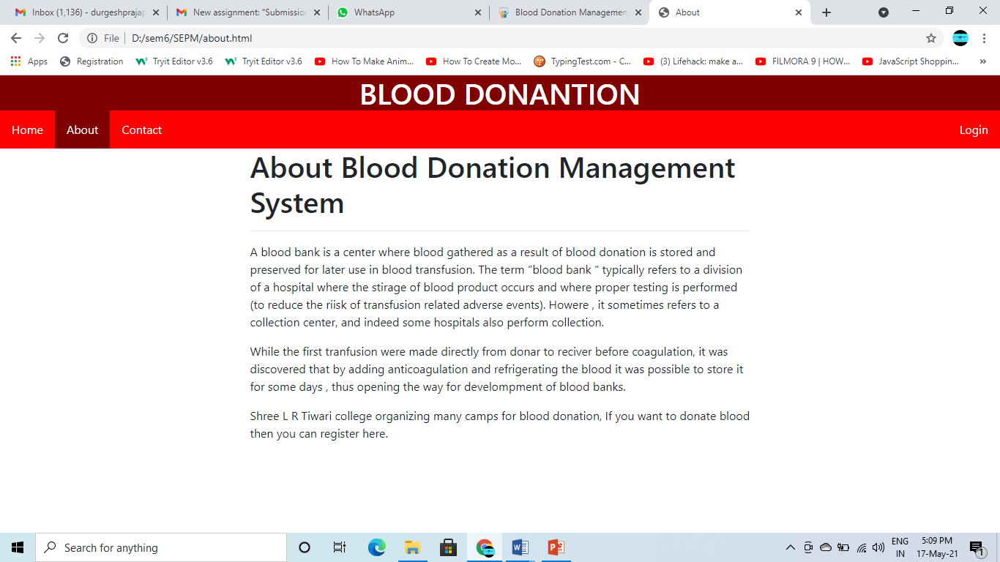 Inbox (1,136) - durgeshprajap
New assignment: "Submission
WhatsApp
Blood Donation Management
About
File
D:/sem6/SEPM/about.html
Apps
Registration
Tryit Editor v3.6
Tryit Editor v3.6
How To Make Anim...
How To Create Mo...
TypingTest.com - C...
(3) Lifehack: make a...
FILMORA 9 | HOW...
JavaScript Shoppin...
»
BLOOD DONANTION
Home
About
Contact
Login
About Blood Donation Management
System
A blood bank is a center where blood gathered as a result of blood donation is stored and
preserved for later use in blood transfusion. The term "blood bank " typically refers to a division
of a hospital where the stirage of blood product occurs and where proper testing is performed
(to reduce the riisk of transfusion related adverse events). Howere , it sometimes refers to a
collection center, and indeed some hospitals also perform collection.
While the first tranfusion were made directly from donar to reciver before coagulation, it was
discovered that by adding anticoagulation and refrigerating the blood it was possible to store it
for some days , thus opening the way for develompment of blood banks.
Shree L R Tiwari college organizing many camps for blood donation, If you want to donate blood
then you can register here.
Search for anything
ENG
IN
5:09 PM
17-May-21
1